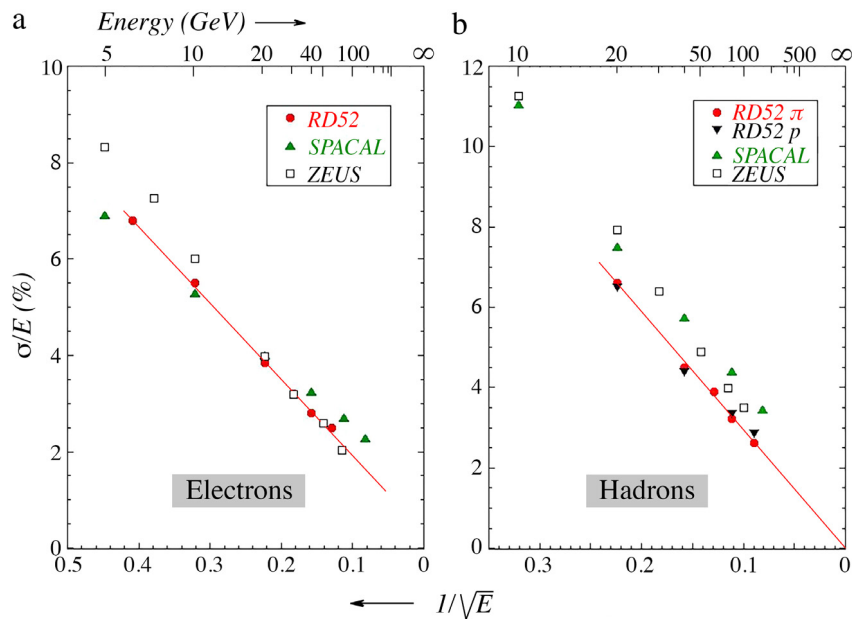 a
Energy (GeV)
5 10 20 40 100 ∞
10
8
6
4
2
0
σ/E (%)
RD52
SPACAL
ZEUS
Electrons
0.5 0.4 0.3 0.2 0.1 0
b
10 20 50 100 500 ∞
12
10
8
6
4
2
0
RD52 π
RD52 p
SPACAL
ZEUS
Hadrons
0.3 0.2 0.1 0
1/√E